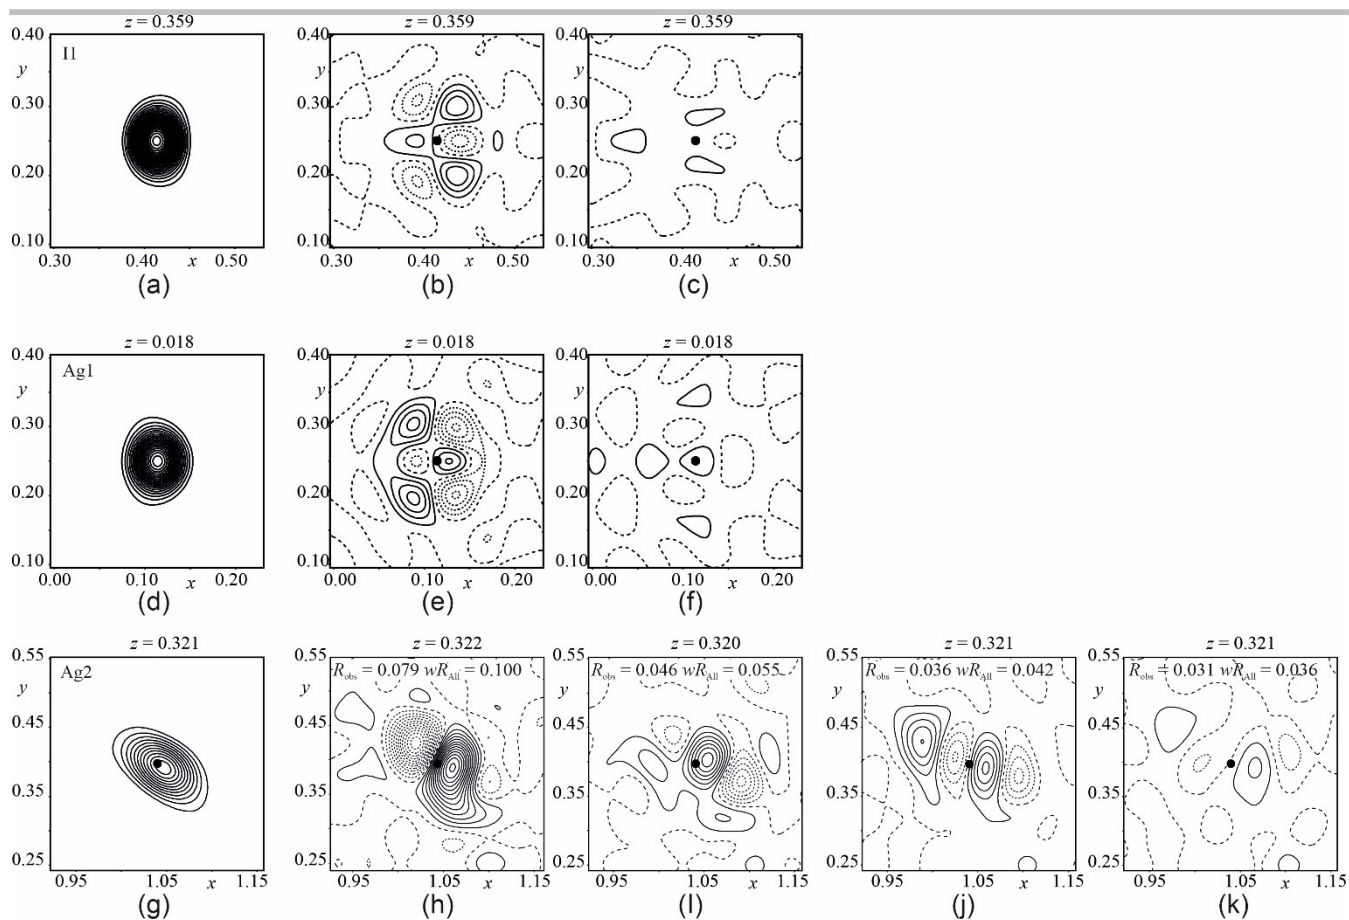 z = 0.359
z = 0.359
z = 0.359
0.40
y
0.30
0.20
0.10
I1
0.30
0.40
x
0.50
(a)
0.40
y
0.30
0.20
0.10
0.30
0.40
x
0.50
(b)
0.40
y
0.30
0.20
0.10
0.30
0.40
x
0.50
(c)
z = 0.018
z = 0.018
z = 0.018
0.40
y
0.30
0.20
0.10
Ag1
0.00
0.10
x
0.20
(d)
0.40
y
0.30
0.20
0.10
0.00
0.10
x
0.20
(e)
0.40
y
0.30
0.20
0.10
0.00
0.10
x
0.20
(f)
z = 0.321
z = 0.322
z = 0.320
z = 0.321
z = 0.321
0.55
y
0.45
0.35
0.25
Ag2
0.95
1.05
x
1.15
(g)
0.55
y
0.45
0.35
0.25
Robs = 0.079 wRAll = 0.100
0.95
1.05
x
1.15
(h)
0.55
y
0.45
0.35
0.25
Robs = 0.046 wRAll = 0.055
0.95
1.05
x
1.15
(I)
0.55
y
0.45
0.35
0.25
Robs = 0.036 wRAll = 0.042
0.95
1.05
x
1.15
(j)
0.55
y
0.45
0.35
0.25
Robs = 0.031 wRAll = 0.036
0.95
1.05
x
1.15
(k)